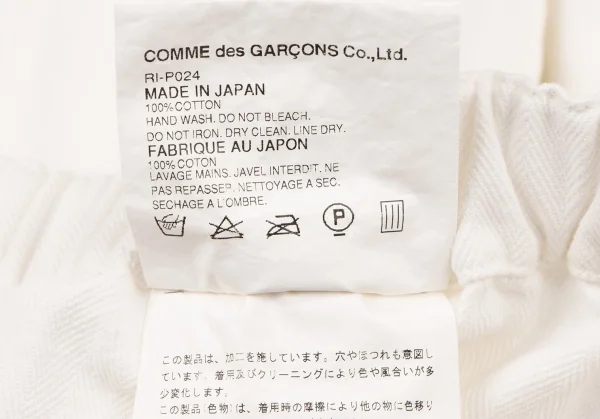 COMME des GARÇONS Co.,Ltd.
RI-P024
MADE IN JAPAN
100% COTTON
HAND WASH. DO NOT BLEACH.
DO NOT IRON. DRY CLEAN. LINE DRY.
FABRIQUE AU JAPON
100% COTON
LAVAGE MAINS. JAVEL INTERDIT. NE
PAS REPASSER. NETTOYAGE A SEC.
SECHAGE A L'OMBRE.
P
この製品は、加工を施しています。穴やほつれも意図し
ています。着用及びクリーニングにより色や風合いが多
少変化します。
この製品(色物)は、着用時の摩擦により他の物に色移り